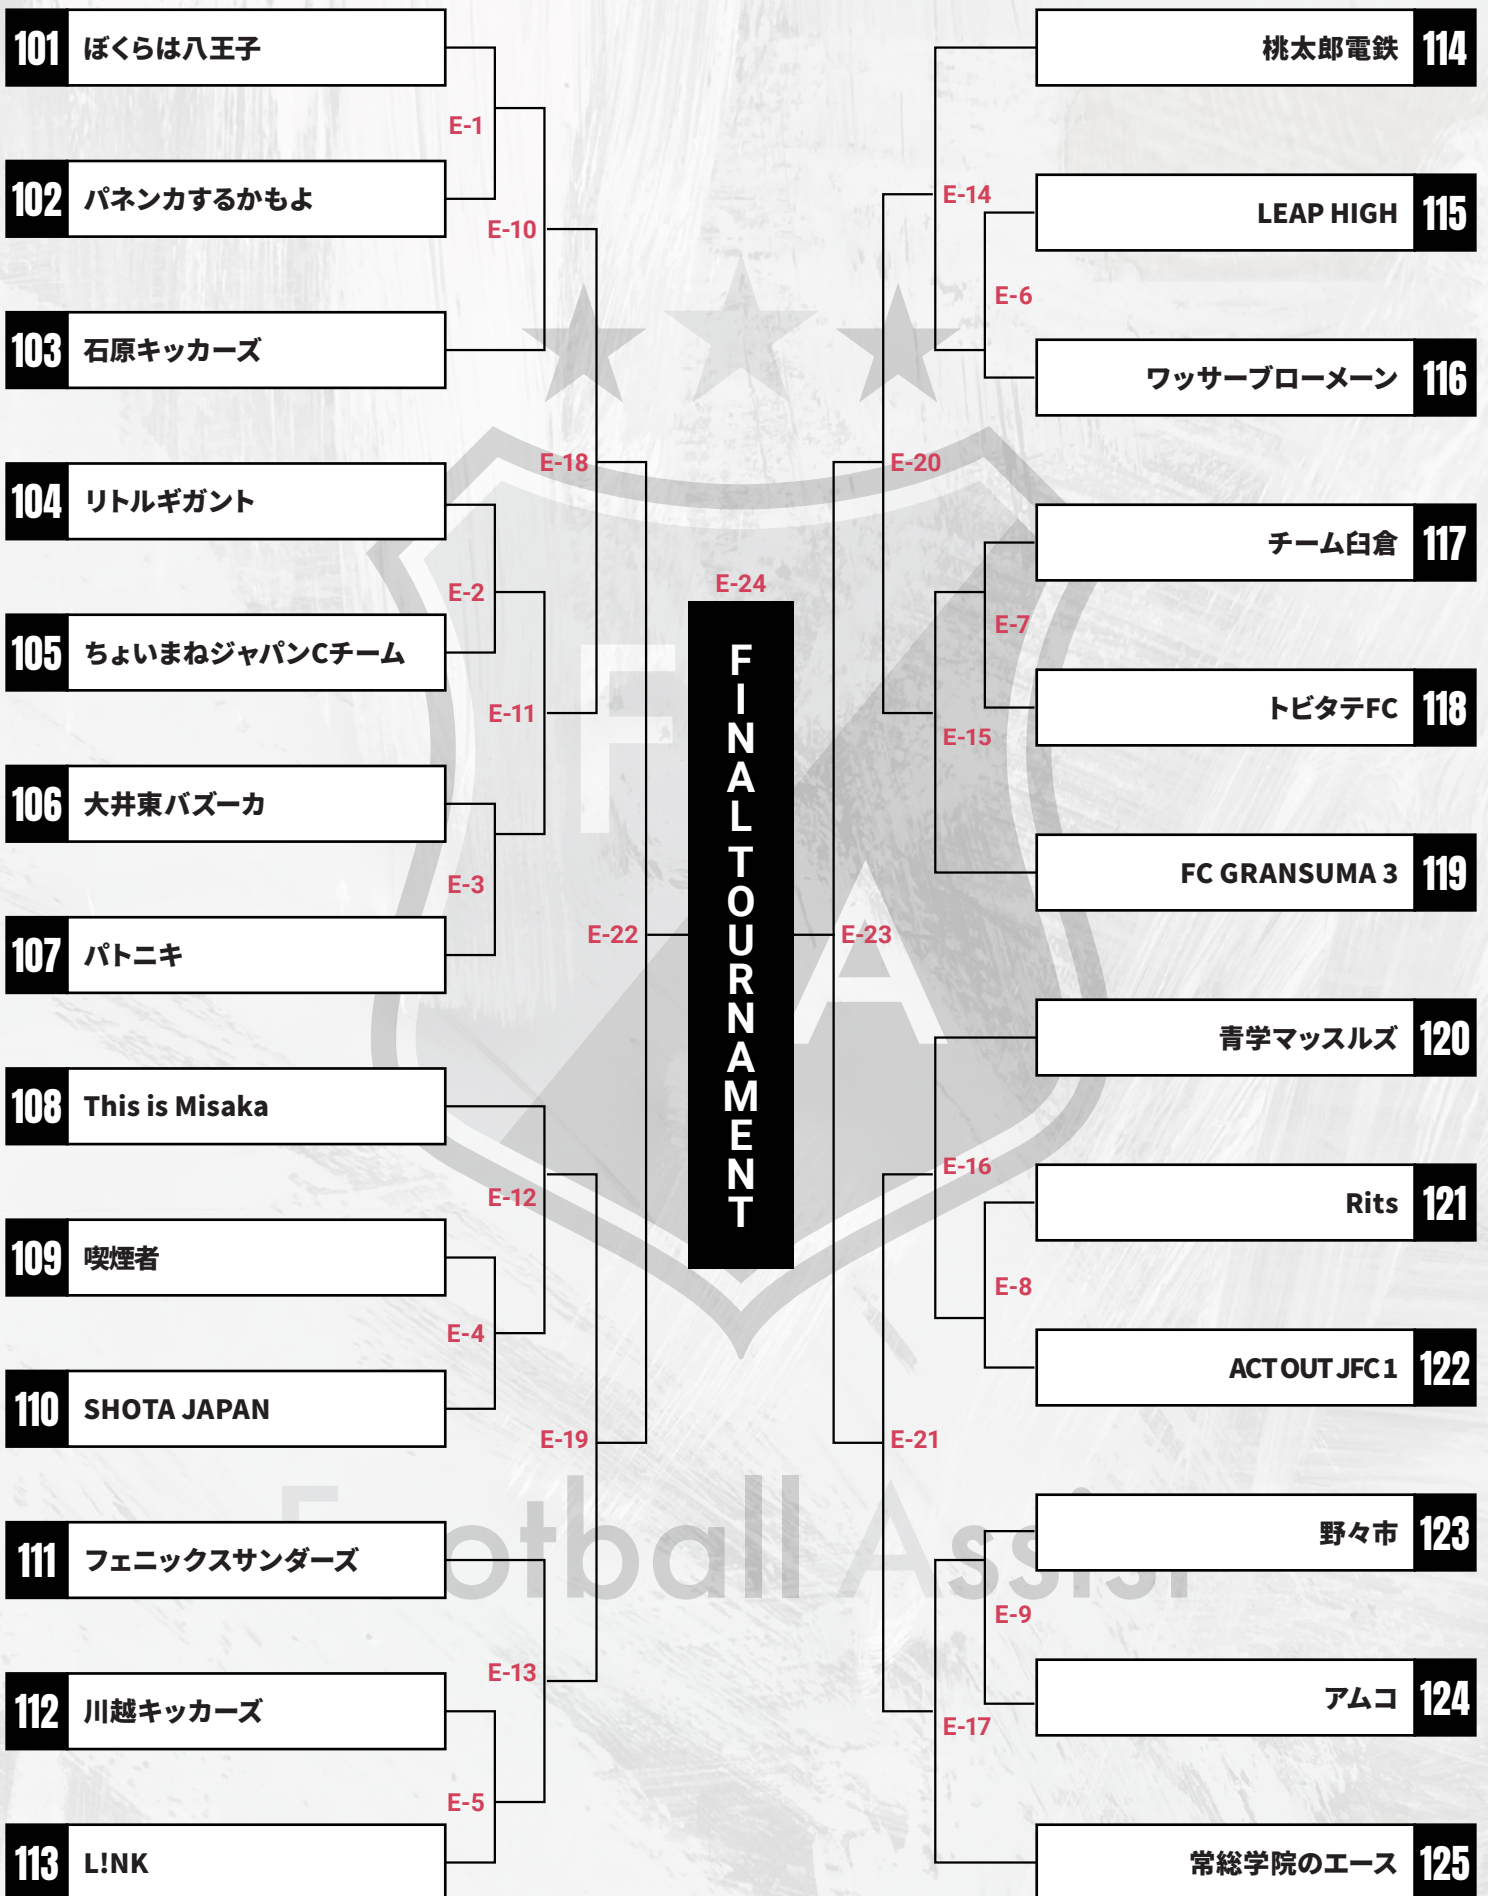 101 ぼくらは八王子
E-1
102 パネンカするかもよ
E-10
103 石原キッカーズ
E-18
104 リトルギガント
E-2
105 ちょいまねジャパンCチーム
E-11
106 大井東バズーカ
E-3
107 パトニキ
E-22
108 This is Misaka
E-12
109 喫煙者
E-4
110 SHOTA JAPAN
E-19
111 フェニックスサンダーズ
E-13
112 川越キッカーズ
E-5
113 L!NK
E-24
FINAL TOURNAMENT
桃太郎電鉄 114
E-14
LEAP HIGH 115
E-6
ワッサーブローメーン 116
E-20
チーム臼倉 117
E-7
トビタテFC 118
E-15
FC GRANSUMA 3 119
E-23
青学マッスルズ 120
E-16
Rits 121
E-8
ACT OUT JFC 1 122
E-21
野々市 123
E-9
アムコ 124
E-17
常総学院のエース 125
F A
Football Assist